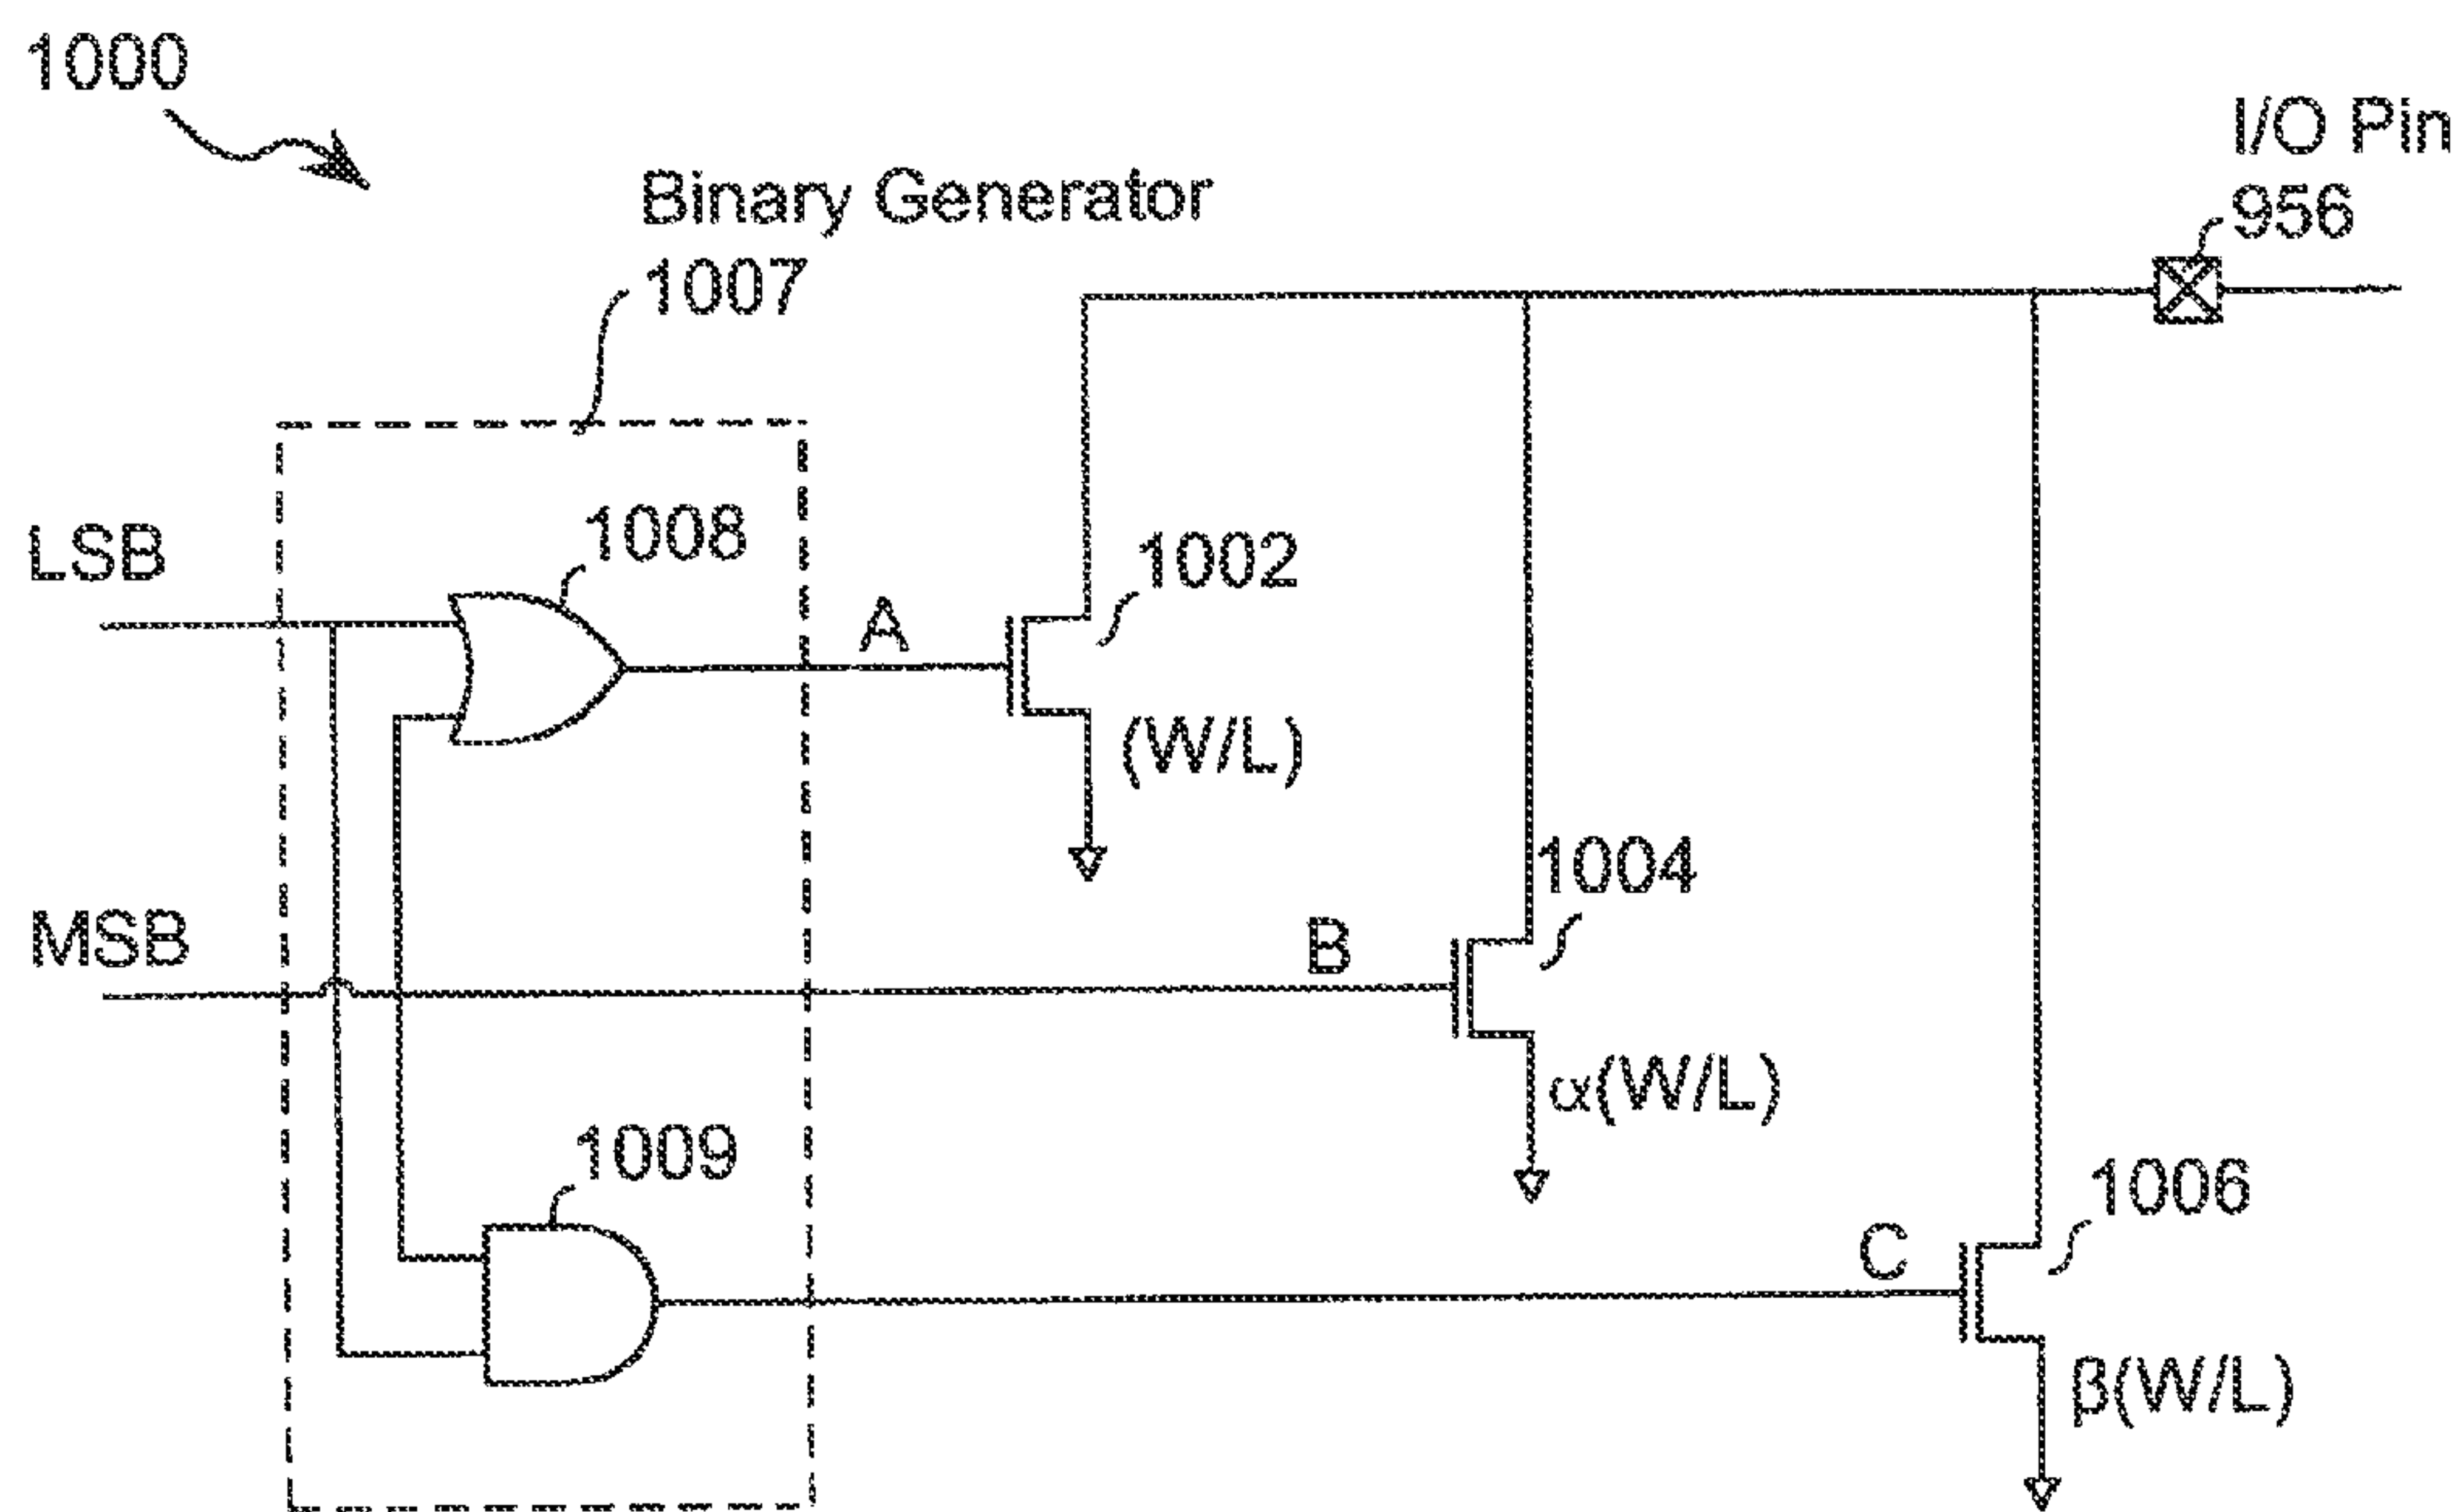 1000
I/O Pin
956
Binary Generator
1007
LSB
1008
1002
A
(W/L)
MSB
1004
B
α(W/L)
1009
1006
C
β(W/L)